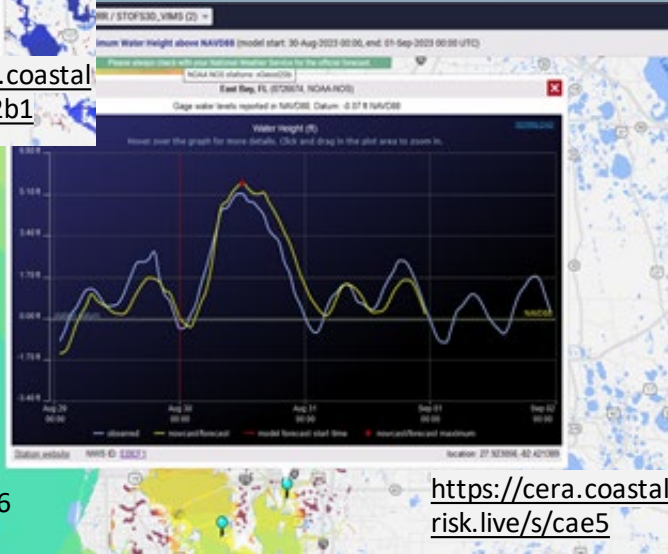 RR / STOFS3D_VIMS (2)
mum Water Height above NAVD88 (model start: 30-Aug-2023 00:00, end: 01-Sep-2023 00:00 UTC)
Please always check with your National Weather Service for the official forecast.
.coastal
2b1
East Bay, FL (8726674, NOAA-NOS)
Gage water levels reported in NAVD88, Datum: -0.07 ft NAVD88
Water Height (ft)
DOWNLOAD
Hover over the graph for more details. Click and drag in the plot area to zoom in.
5.10 ft
3.40 ft
1.70 ft
0.00 ft
NAVD88
-1.70 ft
-3.40 ft
Aug 29
00:00
Aug 30
00:00
Aug 31
00:00
Sep 01
00:00
Sep 02
00:00
observed
nowcast/forecast
model forecast start time
nowcast/forecast maximum
Station website
NWS ID:
location: 27.923056, -82.421389
6
https://cera.coastal
risk.live/s/cae5